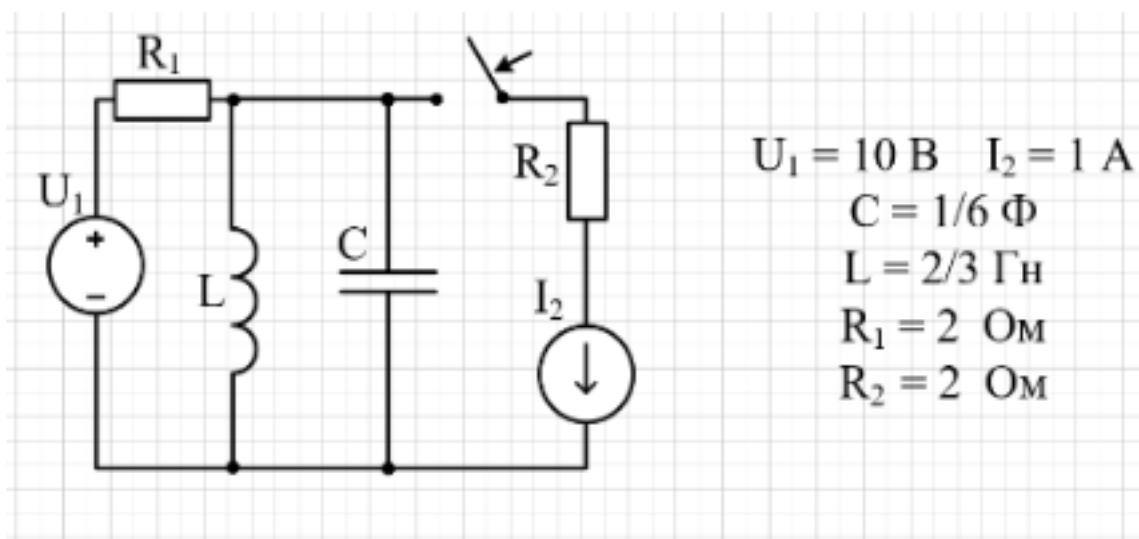 R₁
U₁
+
−
L
C
R₂
I₂
U₁ = 10 В I₂ = 1 А
C = 1/6 Ф
L = 2/3 Гн
R₁ = 2 Ом
R₂ = 2 Ом